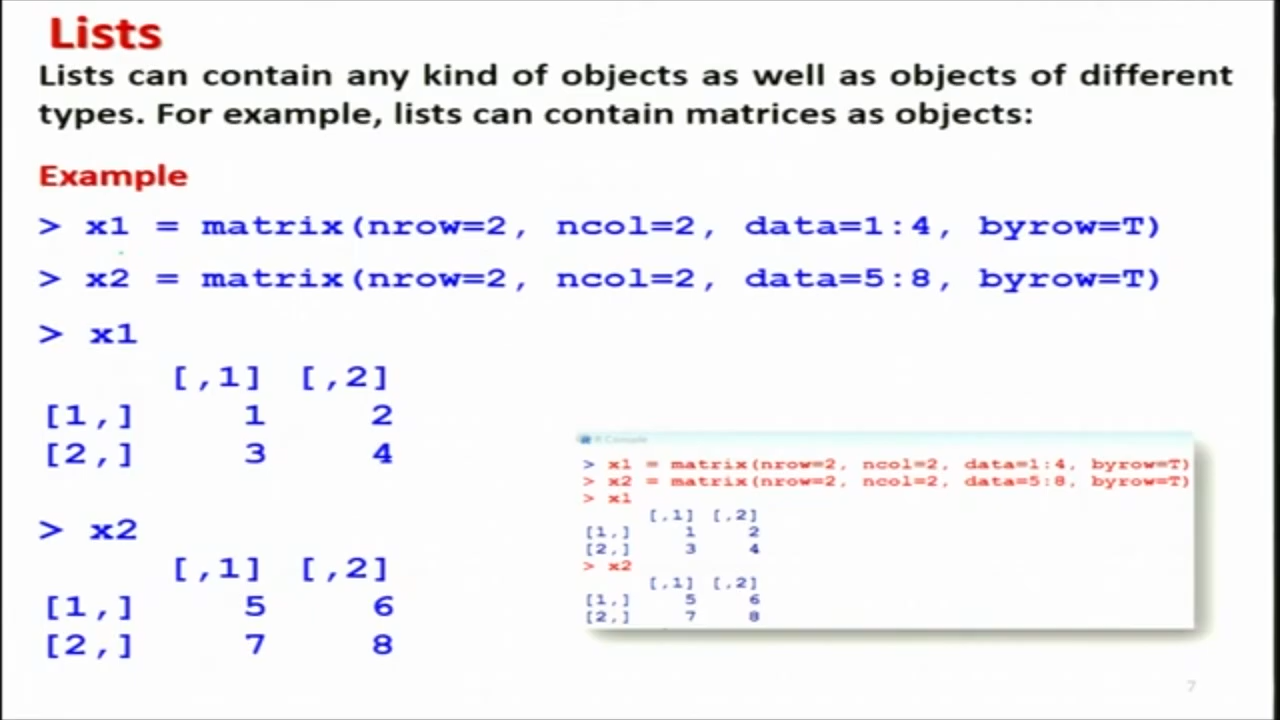 Lists
Lists can contain any kind of objects as well as objects of different
types. For example, lists can contain matrices as objects:
Example
> x1 = matrix(nrow=2, ncol=2, data=1:4, byrow=T)
> x2 = matrix(nrow=2, ncol=2, data=5:8, byrow=T)
> x1
[,1] [,2]
[1,] 1 2
[2,] 3 4
> x2
[,1] [,2]
[1,] 5 6
[2,] 7 8
R Console
> x1 = matrix(nrow=2, ncol=2, data=1:4, byrow=T)
> x2 = matrix(nrow=2, ncol=2, data=5:8, byrow=T)
> x1
[,1] [,2]
[1,] 1 2
[2,] 3 4
> x2
[,1] [,2]
[1,] 5 6
[2,] 7 8
7